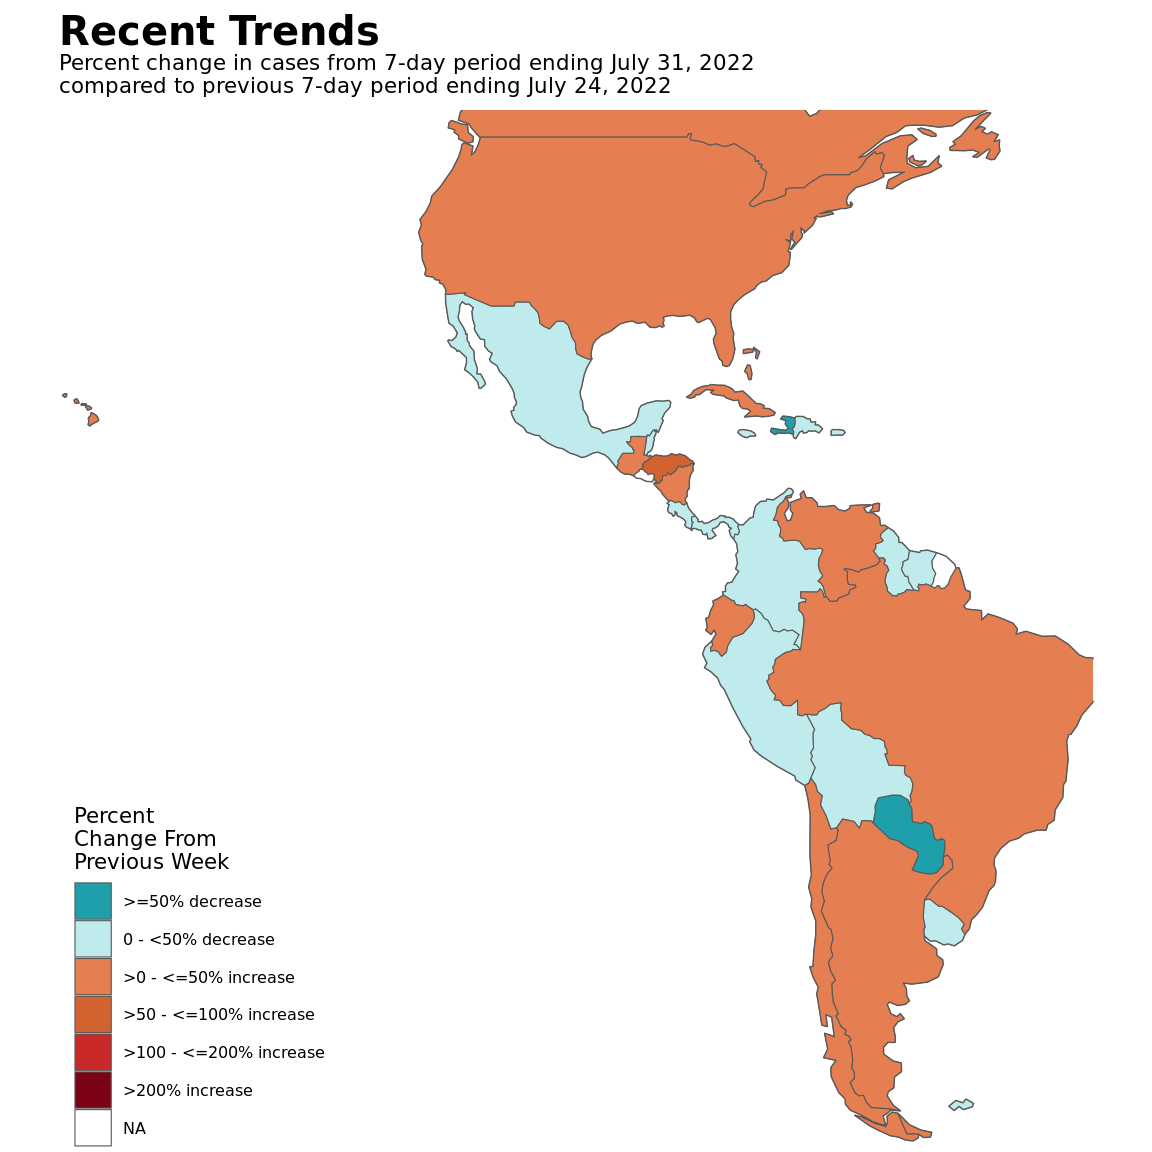 Recent Trends
Percent change in cases from 7-day period ending July 31, 2022
compared to previous 7-day period ending July 24, 2022
Percent
Change From
Previous Week
>=50% decrease
0 - <50% decrease
>0 - <=50% increase
>50 - <=100% increase
>100 - <=200% increase
>200% increase
NA